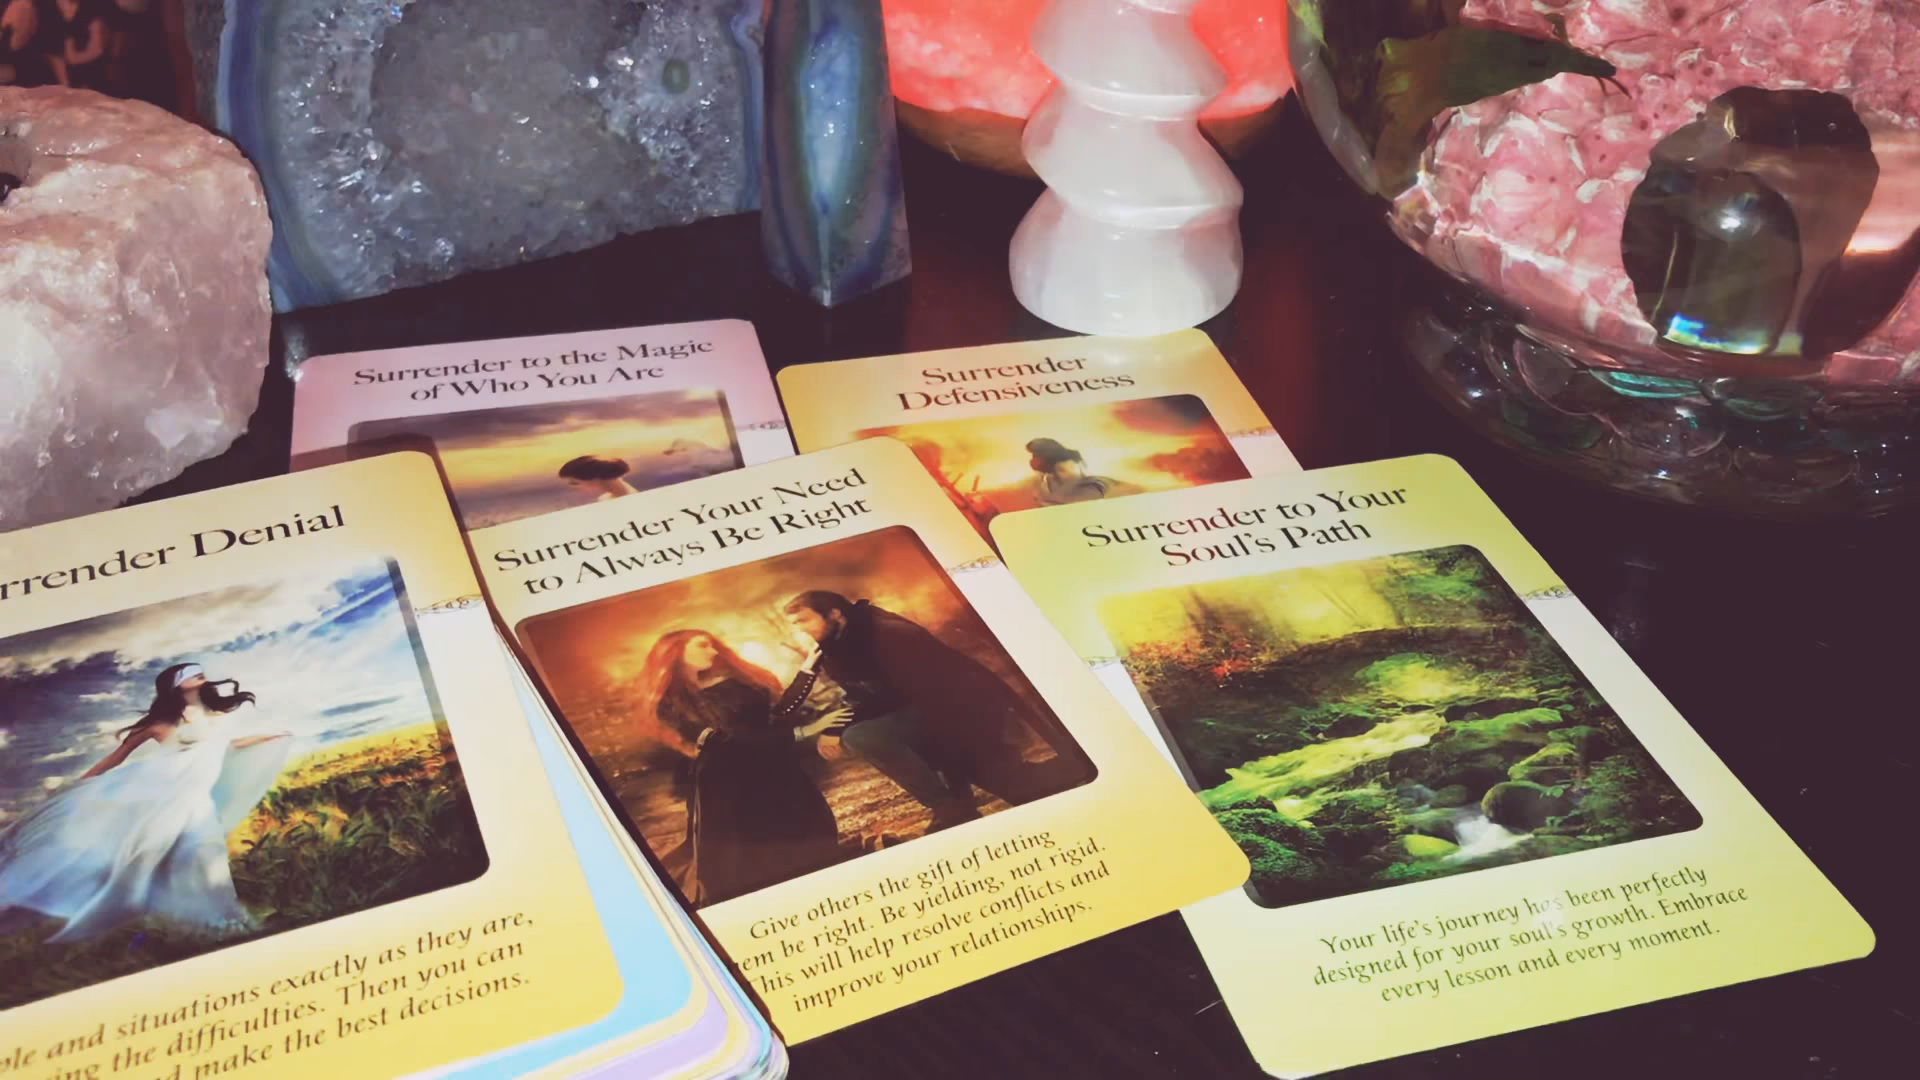 Surrender to the Magic
of Who You Are
Surrender
Defensiveness
rrender Denial
ple and situations exactly as they are,
ing the difficulties. Then you can
d make the best decisions.
Surrender Your Need
to Always Be Right
Give others the gift of letting
em be right. Be yielding, not rigid.
This will help resolve conflicts and
improve your relationships.
Surrender to Your
Soul's Path
Your life's journey has been perfectly
designed for your soul's growth. Embrace
every lesson and every moment.